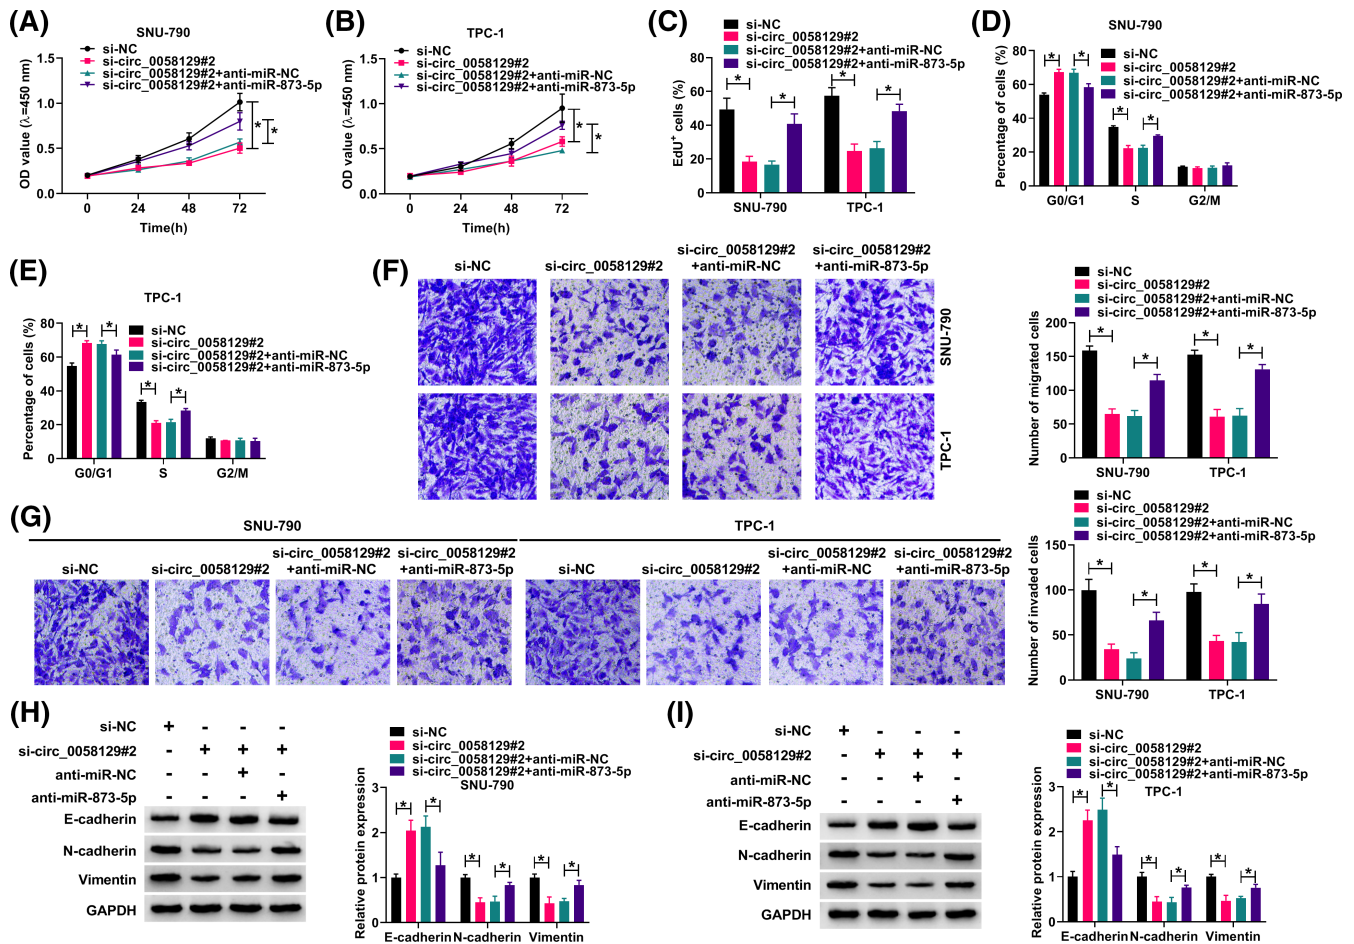 (A)
SNU-790
si-NC
si-circ_0058129#2
si-circ_0058129#2+anti-miR-NC
si-circ_0058129#2+anti-miR-873-5p
OD value (λ=450 nm)
1.5
1.0
0.5
0.0
0 24 48 72
Time(h)
*
*
(B)
TPC-1
si-NC
si-circ_0058129#2
si-circ_0058129#2+anti-miR-NC
si-circ_0058129#2+anti-miR-873-5p
OD value (λ=450 nm)
1.5
1.0
0.5
0.0
0 24 48 72
Time(h)
*
*
(C)
si-NC
si-circ_0058129#2
si-circ_0058129#2+anti-miR-NC
si-circ_0058129#2+anti-miR-873-5p
EdU⁺ cells (%)
80
60
40
20
0
* * * *
SNU-790 TPC-1
(D)
SNU-790
si-NC
si-circ_0058129#2
si-circ_0058129#2+anti-miR-NC
si-circ_0058129#2+anti-miR-873-5p
Percentage of cells (%)
80
60
40
20
0
* * * *
G0/G1 S G2/M
(E)
TPC-1
si-NC
si-circ_0058129#2
si-circ_0058129#2+anti-miR-NC
si-circ_0058129#2+anti-miR-873-5p
Percentage of cells (%)
80
60
40
20
0
* * * *
G0/G1 S G2/M
(F)
si-NC si-circ_0058129#2 si-circ_0058129#2 si-circ_0058129#2
+anti-miR-NC +anti-miR-873-5p
SNU-790
TPC-1
si-NC
si-circ_0058129#2
si-circ_0058129#2+anti-miR-NC
si-circ_0058129#2+anti-miR-873-5p
Number of migrated cells
200
150
100
50
0
* * * *
SNU-790 TPC-1
(G)
SNU-790 TPC-1
si-NC si-circ_0058129#2 si-circ_0058129#2 si-circ_0058129#2 si-NC si-circ_0058129#2 si-circ_0058129#2 si-circ_0058129#2
+anti-miR-NC +anti-miR-873-5p +anti-miR-NC +anti-miR-873-5p
si-NC
si-circ_0058129#2
si-circ_0058129#2+anti-miR-NC
si-circ_0058129#2+anti-miR-873-5p
Number of invaded cells
150
100
50
0
* * * *
SNU-790 TPC-1
(H)
si-NC + - - -
si-circ_0058129#2 - + + +
anti-miR-NC - - + -
anti-miR-873-5p - - - +
E-cadherin
N-cadherin
Vimentin
GAPDH
si-NC
si-circ_0058129#2
si-circ_0058129#2+anti-miR-NC
si-circ_0058129#2+anti-miR-873-5p
SNU-790
Relative protein expression
3
2
1
0
* * * * * *
E-cadherin N-cadherin Vimentin
(I)
si-NC + - - -
si-circ_0058129#2 - + + +
anti-miR-NC - - + -
anti-miR-873-5p - - - +
E-cadherin
N-cadherin
Vimentin
GAPDH
si-NC
si-circ_0058129#2
si-circ_0058129#2+anti-miR-NC
si-circ_0058129#2+anti-miR-873-5p
TPC-1
Relative protein expression
3
2
1
0
* * * * * *
E-cadherin N-cadherin Vimentin